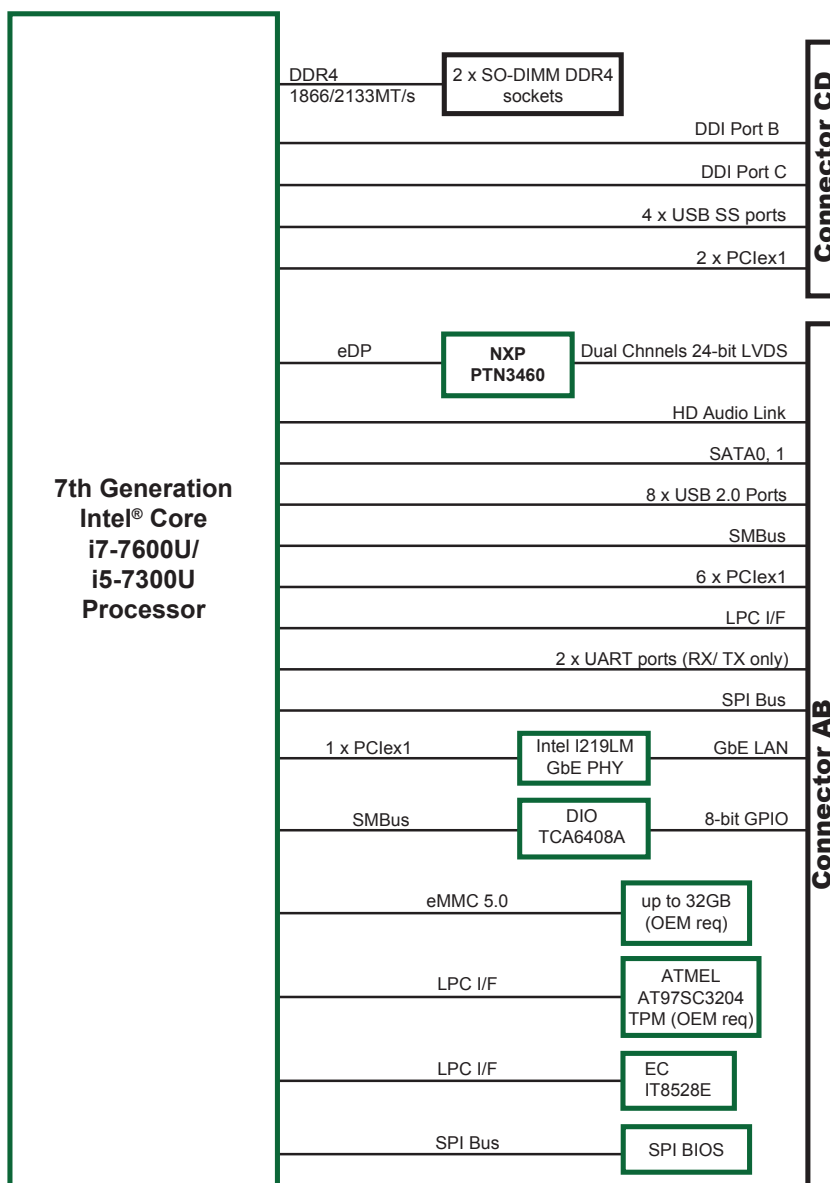 DDR4
1866/2133MT/s
2 x SO-DIMM DDR4
sockets
DDI Port B
DDI Port C
4 x USB SS ports
2 x PCIex1
Connector CD
eDP
NXP
PTN3460
Dual Chnnels 24-bit LVDS
HD Audio Link
SATA0, 1
8 x USB 2.0 Ports
SMBus
6 x PCIex1
LPC I/F
2 x UART ports (RX/ TX only)
SPI Bus
7th Generation
Intel® Core
i7-7600U/
i5-7300U
Processor
1 x PCIex1
Intel I219LM
GbE PHY
GbE LAN
SMBus
DIO
TCA6408A
8-bit GPIO
Connector AB
eMMC 5.0
up to 32GB
(OEM req)
LPC I/F
ATMEL
AT97SC3204
TPM (OEM req)
LPC I/F
EC
IT8528E
SPI Bus
SPI BIOS